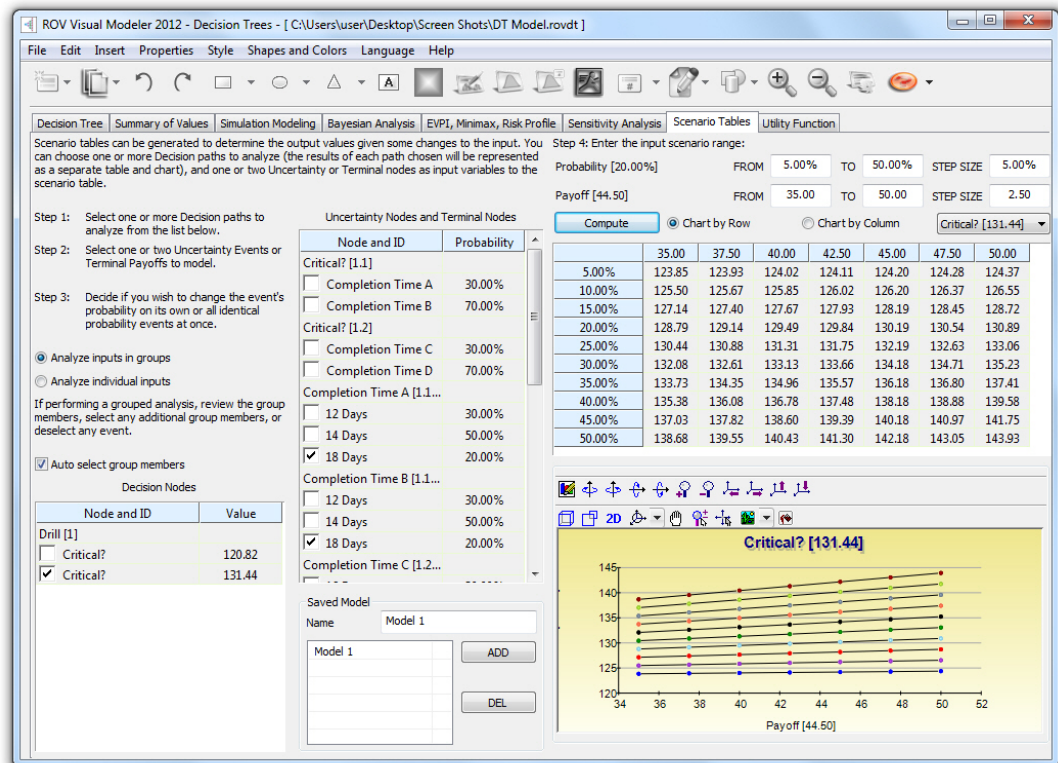 ROV Visual Modeler 2012 - Decision Trees - [ C:\Users\user\Desktop\Screen Shots\DT Model.rovdt ]
File Edit Insert Properties Style Shapes and Colors Language Help
A
#
Decision Tree Summary of Values Simulation Modeling Bayesian Analysis EVPI, Minimax, Risk Profile Sensitivity Analysis Scenario Tables Utility Function
Scenario tables can be generated to determine the output values given some changes to the input. You
can choose one or more Decision paths to analyze (the results of each path chosen will be represented
as a separate table and chart), and one or two Uncertainty or Terminal nodes as input variables to the
scenario table.
Step 1: Select one or more Decision paths to
analyze from the list below.
Step 2: Select one or two Uncertainty Events or
Terminal Payoffs to model.
Step 3: Decide if you wish to change the event's
probability on its own or all identical
probability events at once.
Analyze inputs in groups
Analyze individual inputs
If performing a grouped analysis, review the group
members, select any additional group members, or
deselect any event.
Auto select group members
Decision Nodes
Node and ID Value
Drill [1]
Critical? 120.82
Critical? 131.44
Uncertainty Nodes and Terminal Nodes
Node and ID Probability
Critical? [1.1]
Completion Time A 30.00%
Completion Time B 70.00%
Critical? [1.2]
Completion Time C 30.00%
Completion Time D 70.00%
Completion Time A [1.1...
12 Days 30.00%
14 Days 50.00%
18 Days 20.00%
Completion Time B [1.1...
12 Days 30.00%
14 Days 50.00%
18 Days 20.00%
Completion Time C [1.2...
Saved Model
Name Model 1
Model 1
ADD
DEL
Step 4: Enter the input scenario range:
Probability [20.00%] FROM 5.00% TO 50.00% STEP SIZE 5.00%
Payoff [44.50] FROM 35.00 TO 50.00 STEP SIZE 2.50
Compute Chart by Row Chart by Column Critical? [131.44]
35.00 37.50 40.00 42.50 45.00 47.50 50.00
5.00% 123.85 123.93 124.02 124.11 124.20 124.28 124.37
10.00% 125.50 125.67 125.85 126.02 126.20 126.37 126.55
15.00% 127.14 127.40 127.67 127.93 128.19 128.45 128.72
20.00% 128.79 129.14 129.49 129.84 130.19 130.54 130.89
25.00% 130.44 130.88 131.31 131.75 132.19 132.63 133.06
30.00% 132.08 132.61 133.13 133.66 134.18 134.71 135.23
35.00% 133.73 134.35 134.96 135.57 136.18 136.80 137.41
40.00% 135.38 136.08 136.78 137.48 138.18 138.88 139.58
45.00% 137.03 137.82 138.60 139.39 140.18 140.97 141.75
50.00% 138.68 139.55 140.43 141.30 142.18 143.05 143.93
2D
Critical? [131.44]
145
140
135
130
125
120
34 36 38 40 42 44 46 48 50 52
Payoff [44.50]